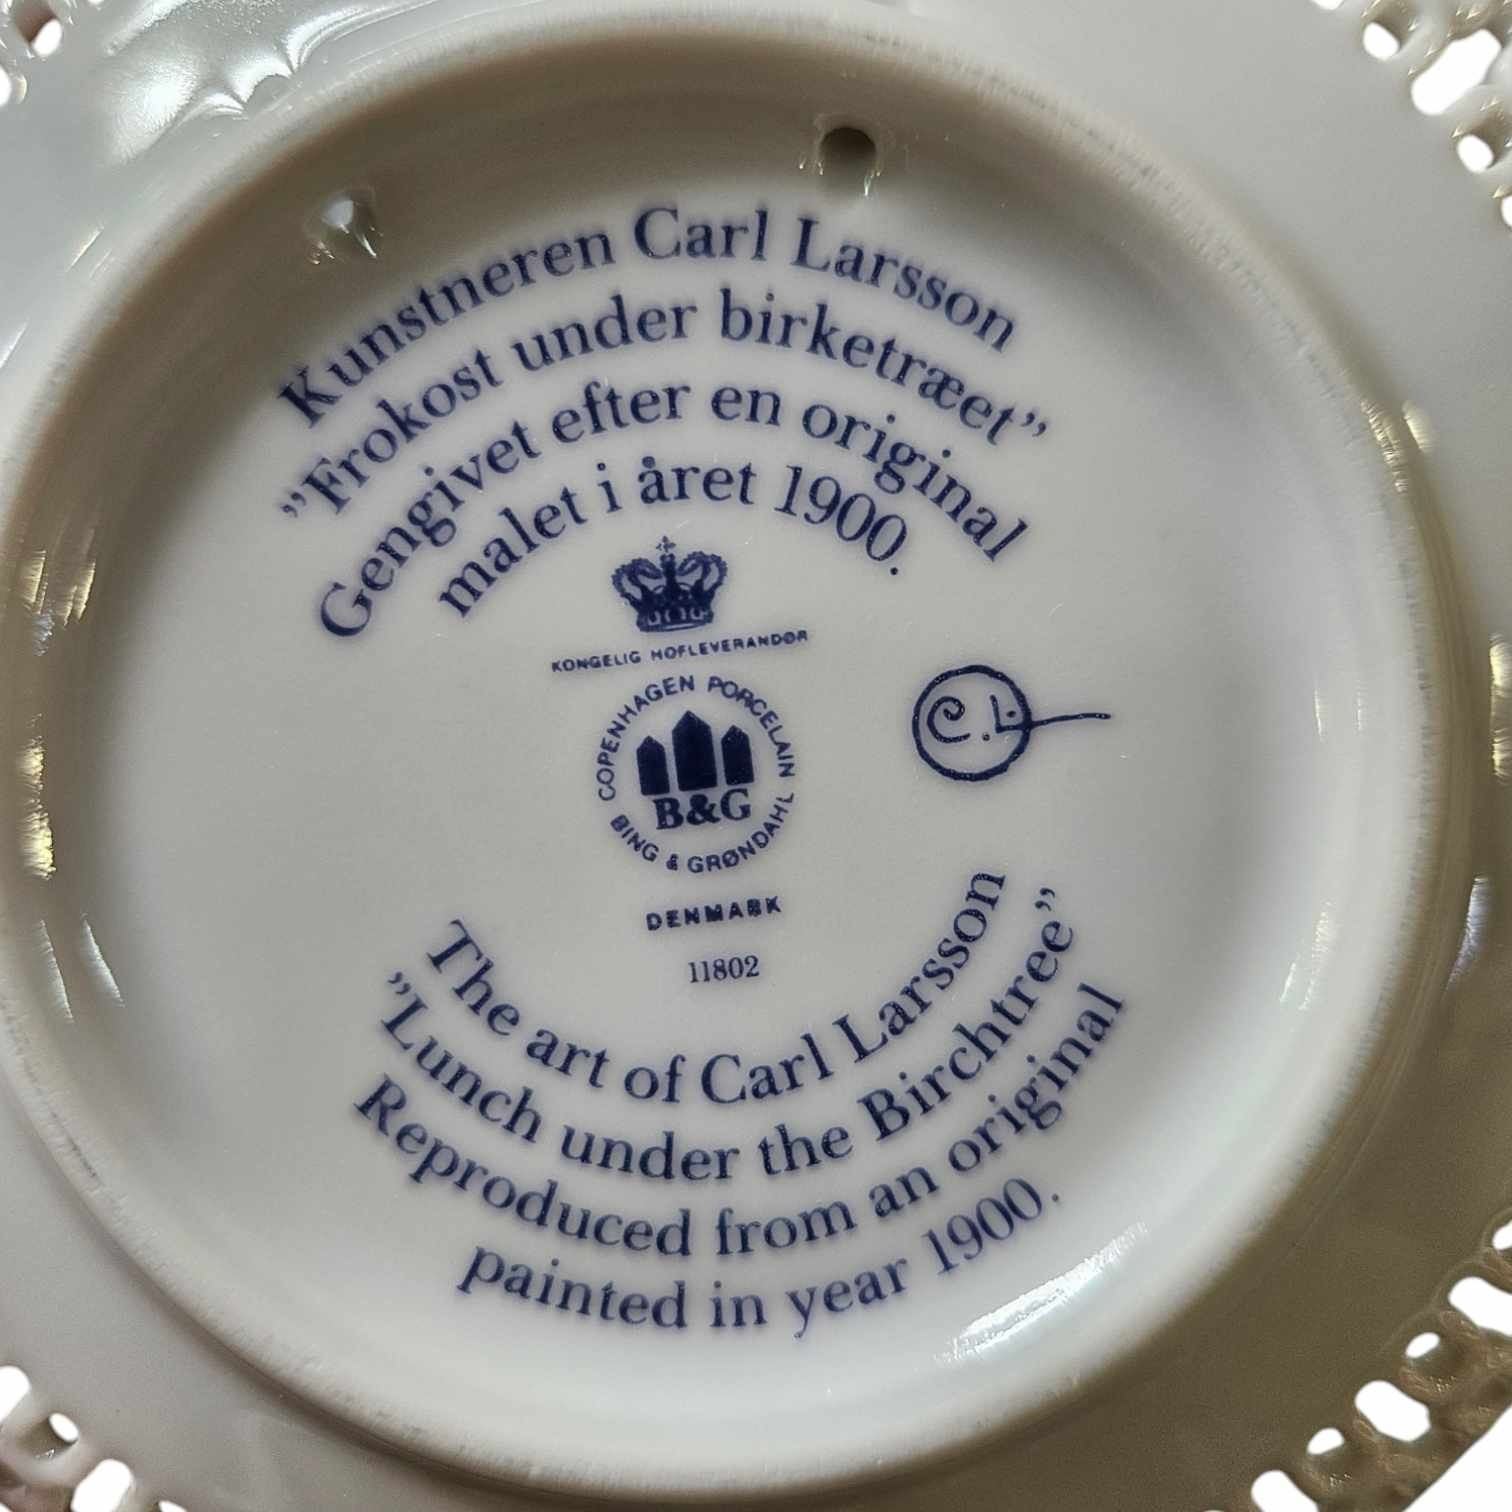 Kunstneren Carl Larsson
”Frokost under birketræet”
Gengivet efter en original
malet i året 1900.
KONGELIG HOFLEVERANDØR
COPENHAGEN PORCELAIN
B&G
BING & GRØNDAHL
C.L.
DENMARK
11802
The art of Carl Larsson
”Lunch under the Birchtree”
Reproduced from an original
painted in year 1900.